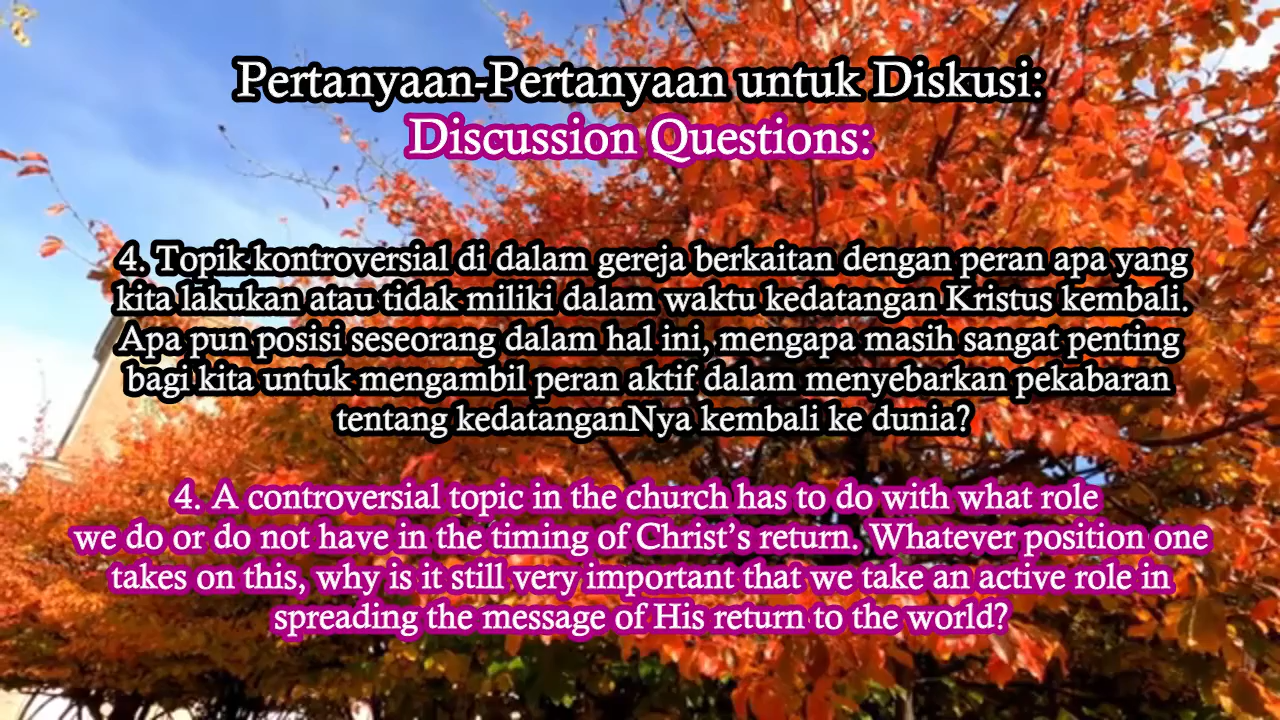 Pertanyaan-Pertanyaan untuk Diskusi:
Discussion Questions:
4. Topik kontroversial di dalam gereja berkaitan dengan peran apa yang
kita lakukan atau tidak miliki dalam waktu kedatangan Kristus kembali.
Apa pun posisi seseorang dalam hal ini, mengapa masih sangat penting
bagi kita untuk mengambil peran aktif dalam menyebarkan pekabaran
tentang kedatanganNya kembali ke dunia?
4. A controversial topic in the church has to do with what role
we do or do not have in the timing of Christ’s return. Whatever position one
takes on this, why is it still very important that we take an active role in
spreading the message of His return to the world?